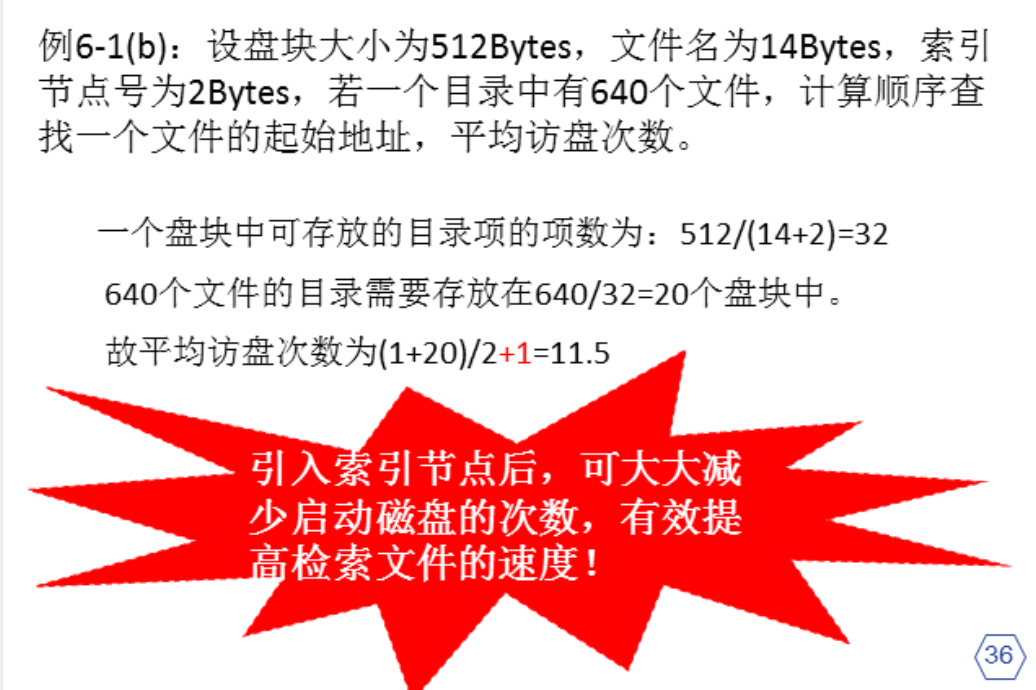 例6-1(b)：设盘块大小为512Bytes，文件名为14Bytes，索引
节点号为2Bytes，若一个目录中有640个文件，计算顺序查
找一个文件的起始地址，平均访盘次数。
一个盘块中可存放的目录项的项数为：512/(14+2)=32
640个文件的目录需要存放在640/32=20个盘块中。
故平均访盘次数为(1+20)/2+1=11.5
引入索引节点后，可大大减
少启动磁盘的次数，有效提
高检索文件的速度！
36